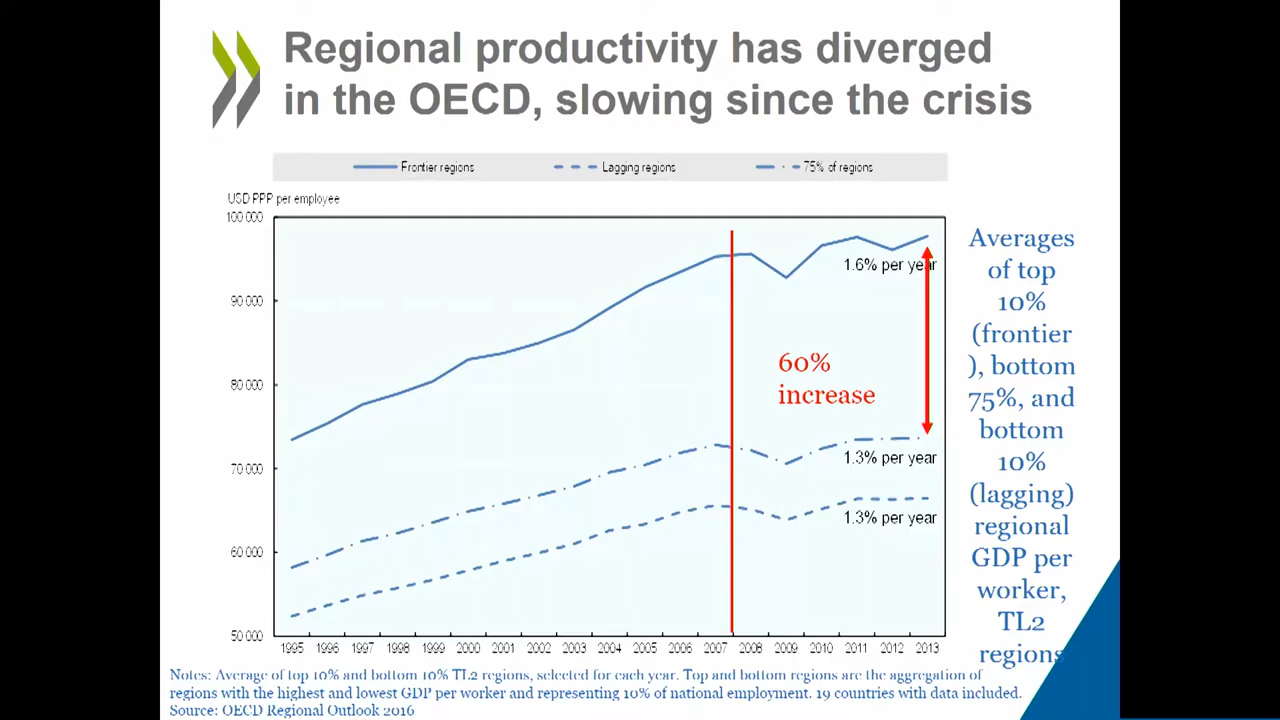 Regional productivity has diverged
in the OECD, slowing since the crisis
Frontier regions
Lagging regions
75% of regions
USD PPP per employee
100 000
90 000
80 000
70 000
60 000
50 000
1.6% per year
60%
increase
1.3% per year
1.3% per year
1995 1996 1997 1998 1999 2000 2001 2002 2003 2004 2005 2006 2007 2008 2009 2010 2011 2012 2013
Averages
of top
10%
(frontier
), bottom
75%, and
bottom
10%
(lagging)
regional
GDP per
worker,
TL2
regions
Notes: Average of top 10% and bottom 10% TL2 regions, selected for each year. Top and bottom regions are the aggregation of
regions with the highest and lowest GDP per worker and representing 10% of national employment. 19 countries with data included.
Source: OECD Regional Outlook 2016